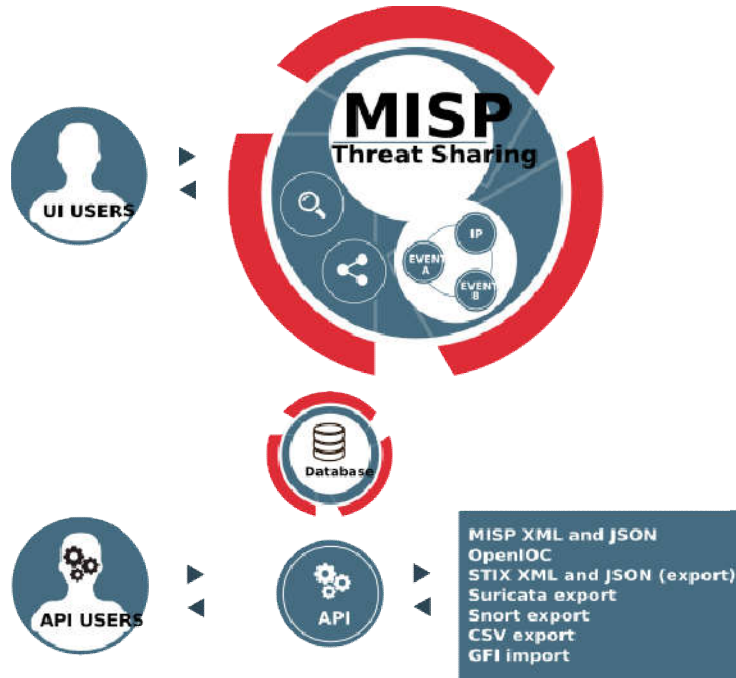 MISP
Threat Sharing
UI USERS
IP
EVENT
A
EVENT
B
Database
API USERS
API
MISP XML and JSON
OpenIOC
STIX XML and JSON (export)
Suricata export
Snort export
CSV export
GFI import